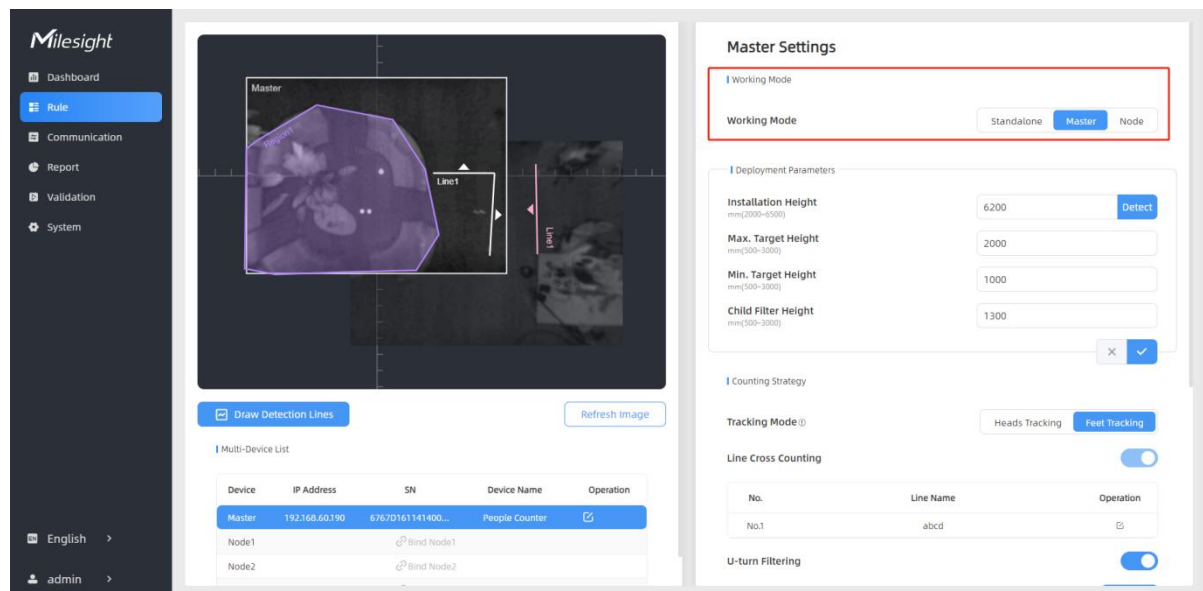 Milesight
Dashboard
Rule
Communication
Report
Validation
System
English >
admin >
Master
Region1
Line1
Line1
Draw Detection Lines
Refresh Image
Multi-Device List
Device IP Address SN Device Name Operation
Master 192.168.60.190 6767D161141400... People Counter
Node1 Bind Node1
Node2 Bind Node2
Master Settings
Working Mode
Working Mode Standalone Master Node
Deployment Parameters
Installation Height 6200 Detect
mm(2000~6500)
Max. Target Height 2000
mm(500~3000)
Min. Target Height 1000
mm(500~3000)
Child Filter Height 1300
mm(500~3000)
Counting Strategy
Tracking Mode Heads Tracking Feet Tracking
Line Cross Counting
No. Line Name Operation
No.1 abcd
U-turn Filtering